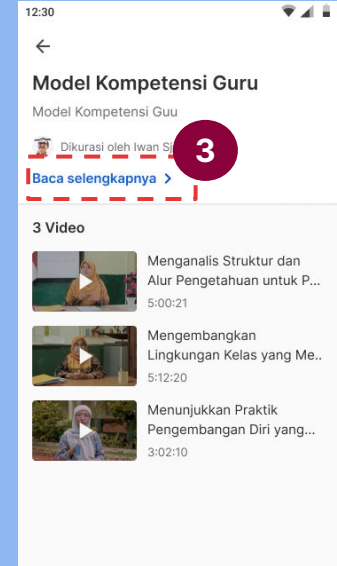 12:30
Model Kompetensi Guru
Model Kompetensi Guu
Dikurasi oleh Iwan Sj
3
Baca selengkapnya
3 Video
Menganalis Struktur dan
Alur Pengetahuan untuk P...
5:00:21
Mengembangkan
Lingkungan Kelas yang Me..
5:12:20
Menunjukkan Praktik
Pengembangan Diri yang...
3:02:10